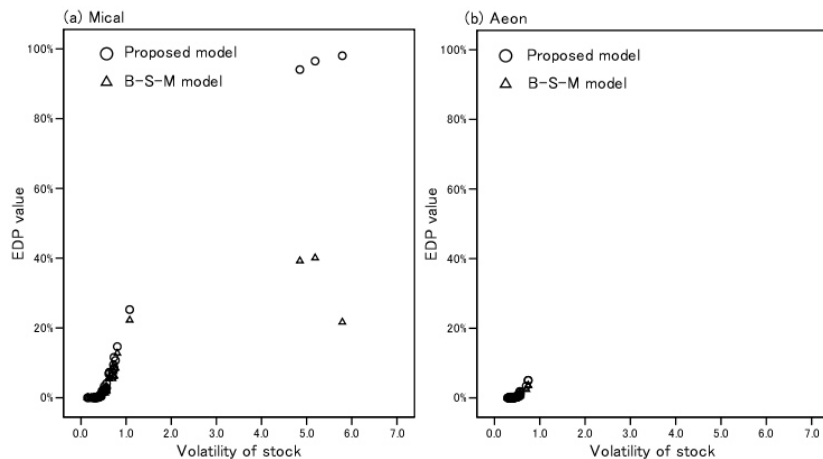 (a) Mical
Proposed model
B-S-M model
100%
80%
60%
40%
20%
0%
EDP value
0.0 1.0 2.0 3.0 4.0 5.0 6.0 7.0
Volatility of stock
(b) Aeon
Proposed model
B-S-M model
100%
80%
60%
40%
20%
0%
EDP value
0.0 1.0 2.0 3.0 4.0 5.0 6.0 7.0
Volatility of stock